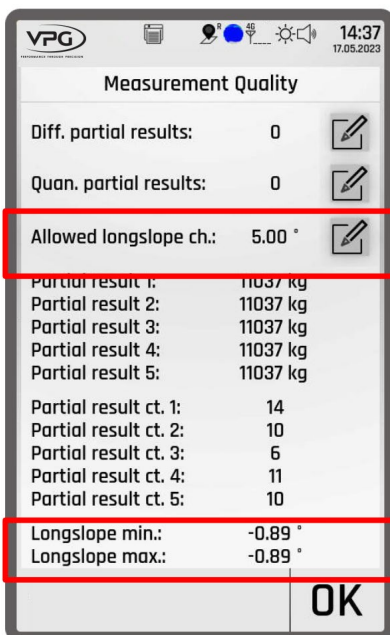 VPG R 4G 14:37
17.05.2023
Measurement Quality
Diff. partial results: 0
Quan. partial results: 0
Allowed longslope ch.: 5.00 °
Partial result 1: 11037 kg
Partial result 2: 11037 kg
Partial result 3: 11037 kg
Partial result 4: 11037 kg
Partial result 5: 11037 kg
Partial result ct. 1: 14
Partial result ct. 2: 10
Partial result ct. 3: 6
Partial result ct. 4: 11
Partial result ct. 5: 10
Longslope min.: -0.89 °
Longslope max.: -0.89 °
OK